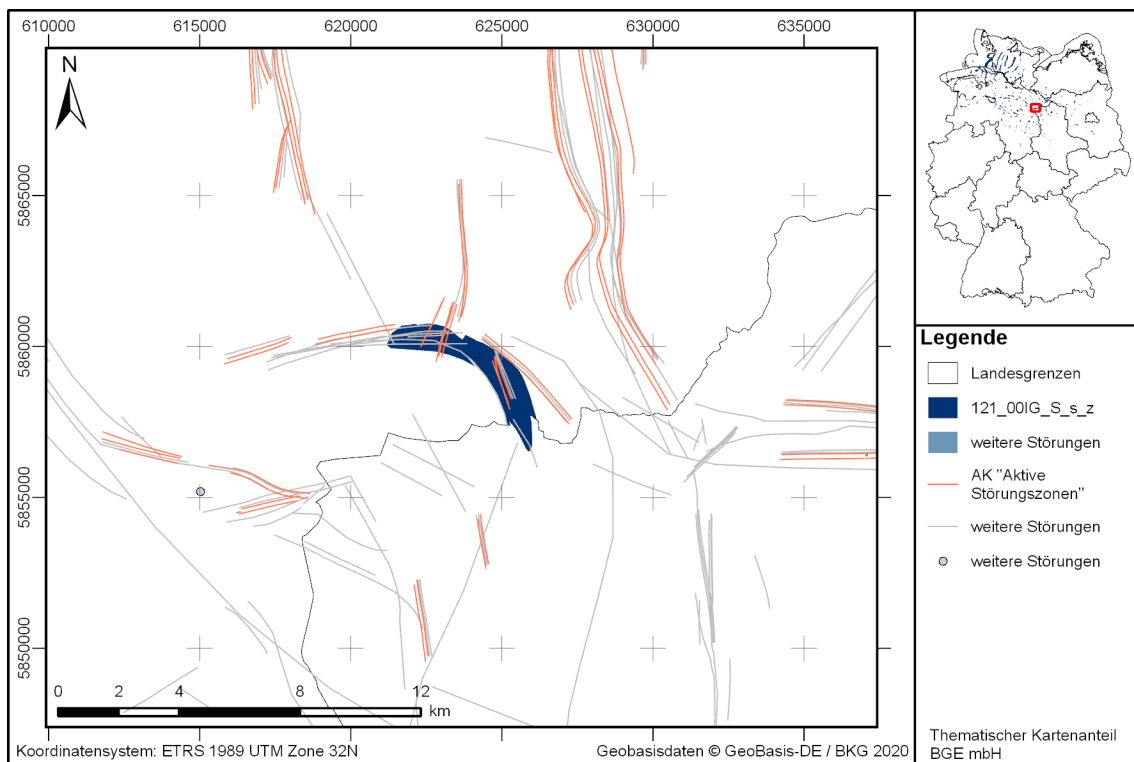 610000 615000 620000 625000 630000 635000
N
5865000
5860000
5855000
5850000
0 2 4 8 12
km
Koordinatensystem: ETRS 1989 UTM Zone 32N
Geobasisdaten © GeoBasis-DE / BKG 2020
Legende
Landesgrenzen
121_00IG_S_s_z
weitere Störungen
AK "Aktive
Störungszonen"
weitere Störungen
weitere Störungen
Thematischer Kartenanteil
BGE mbH